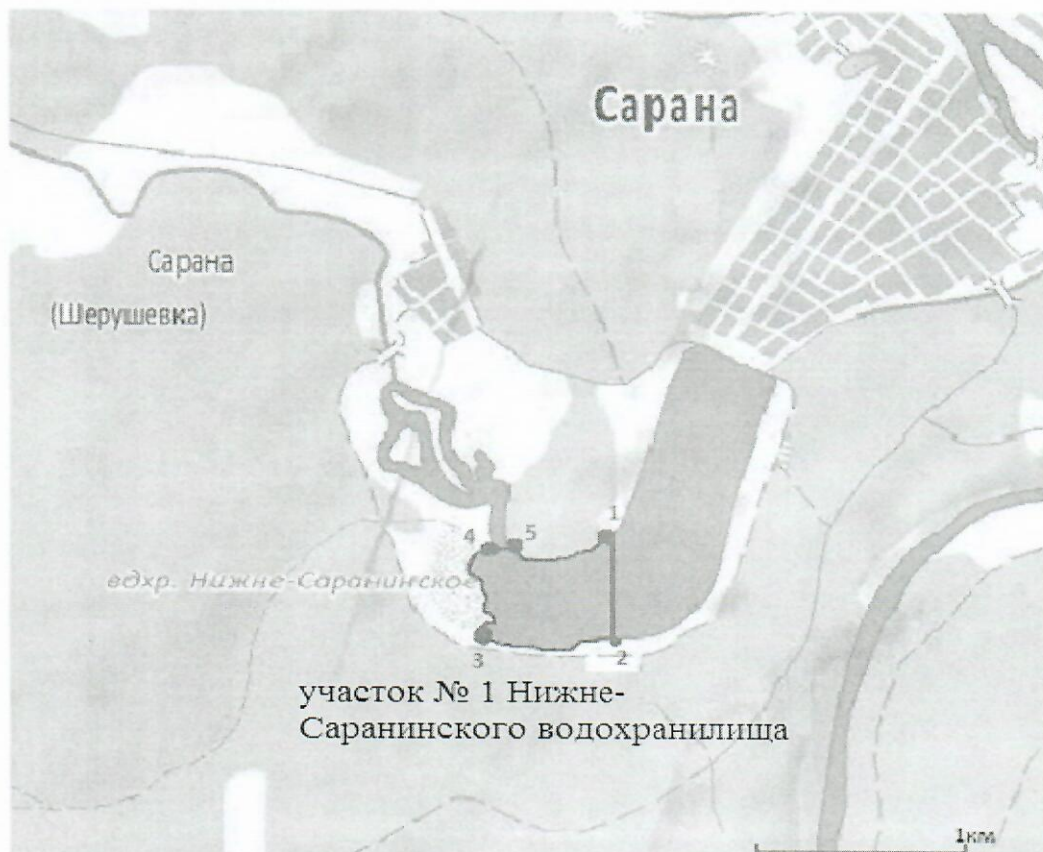 Сарана
Сарана
(Шерушевка)
1
4
5
вдхр. Нижне-Саранинское
3
2
участок № 1 Нижне-
Саранинского водохранилища
1км